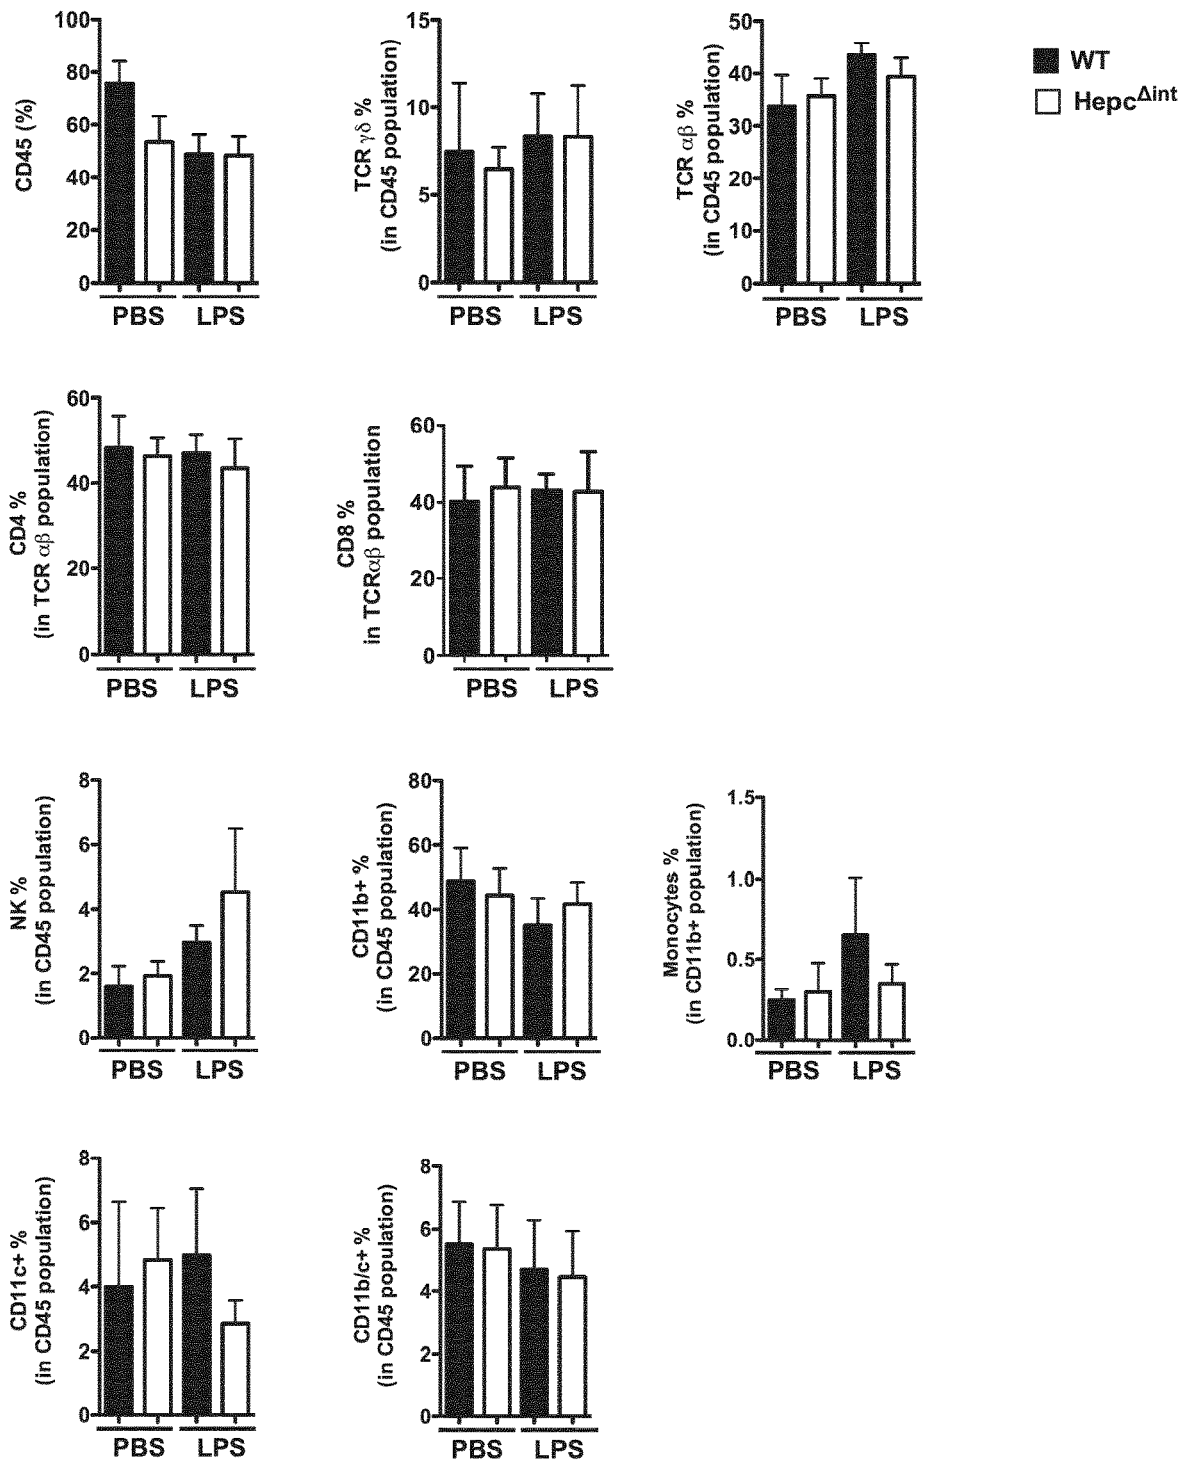 CD45 (%)
100
80
60
40
20
0
PBS LPS
TCR γδ %
(in CD45 population)
15
10
5
0
PBS LPS
TCR αβ %
(in CD45 population)
50
40
30
20
10
0
PBS LPS
WT
Hepc^Δint
CD4 %
(in TCR αβ population)
60
40
20
0
PBS LPS
CD8 %
in TCRαβ population
60
40
20
0
PBS LPS
NK %
(in CD45 population)
8
6
4
2
0
PBS LPS
CD11b+ %
(in CD45 population)
80
60
40
20
0
PBS LPS
Monocytes %
(in CD11b+ population)
1.5
1.0
0.5
0.0
PBS LPS
CD11c+ %
(in CD45 population)
8
6
4
2
0
PBS LPS
CD11b/c+ %
(in CD45 population)
8
6
4
2
0
PBS LPS